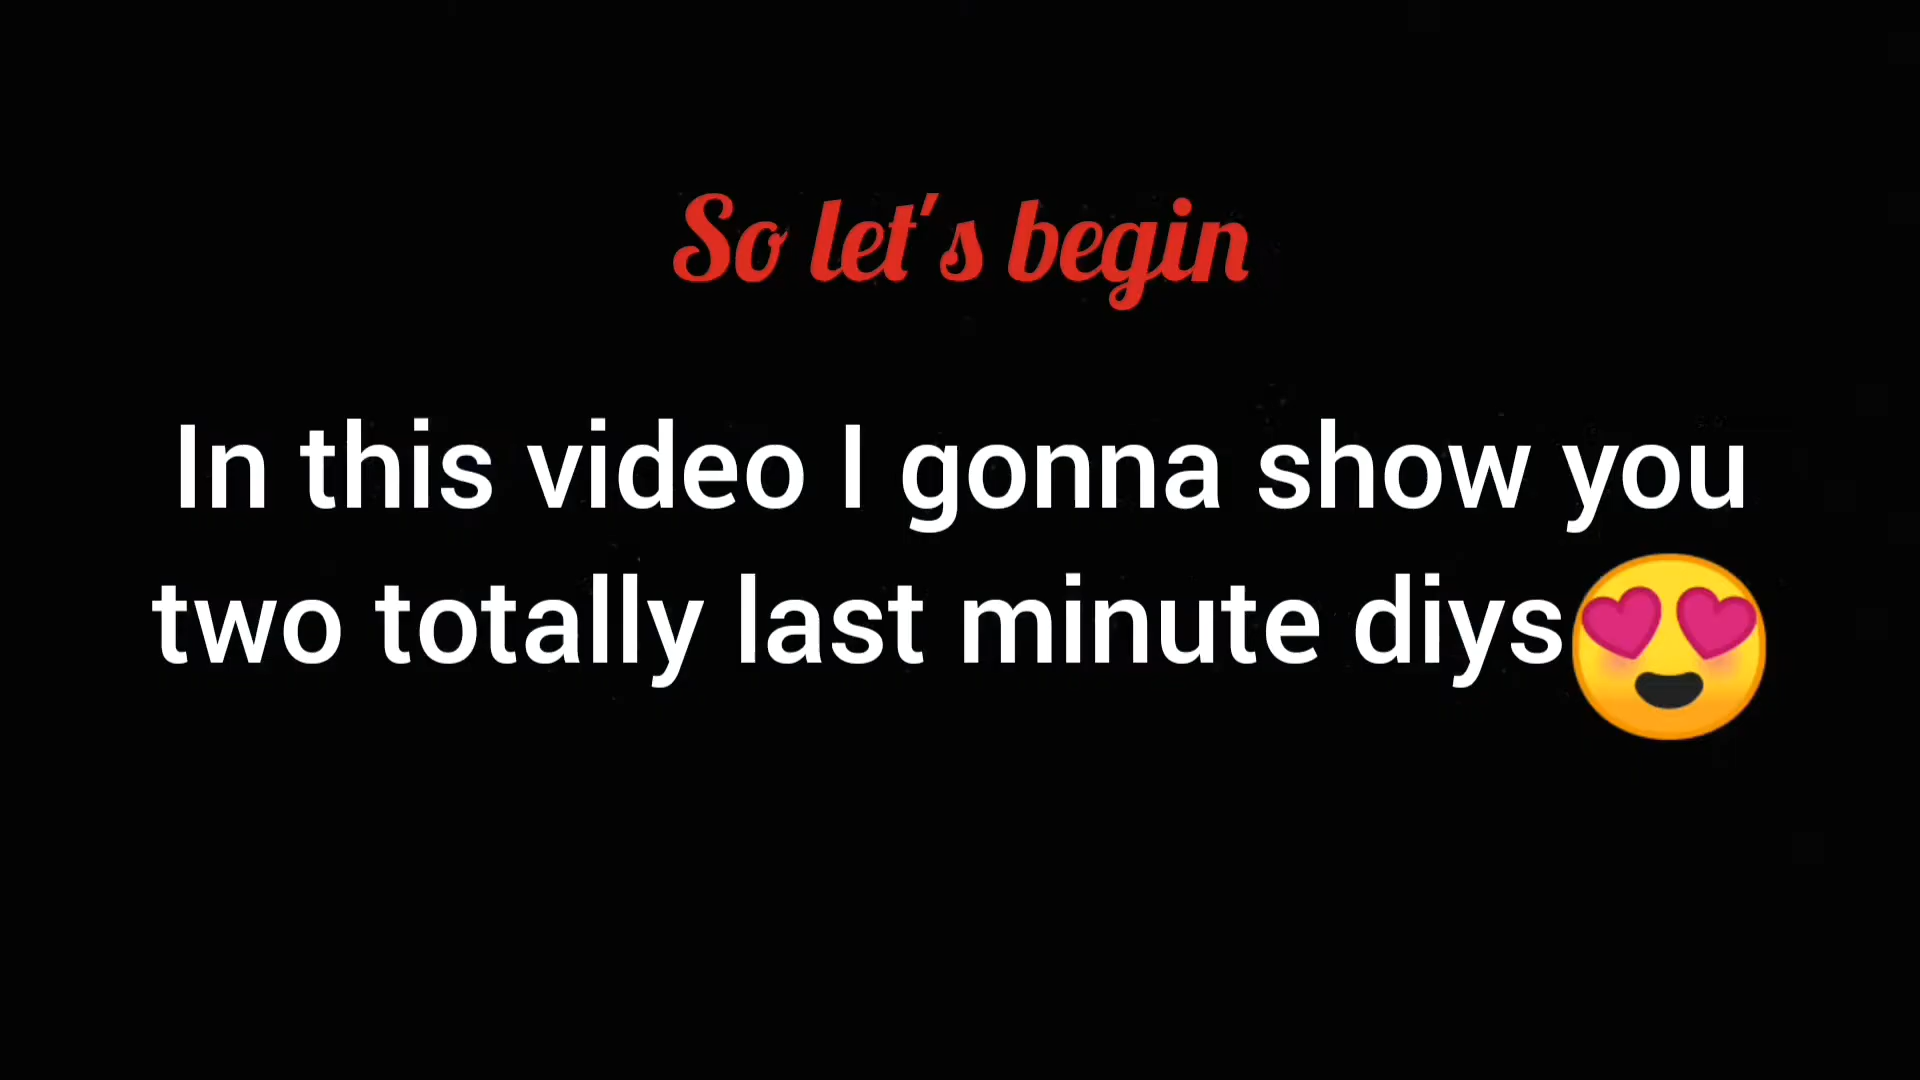 So let's begin
In this video I gonna show you
two totally last minute diys😍